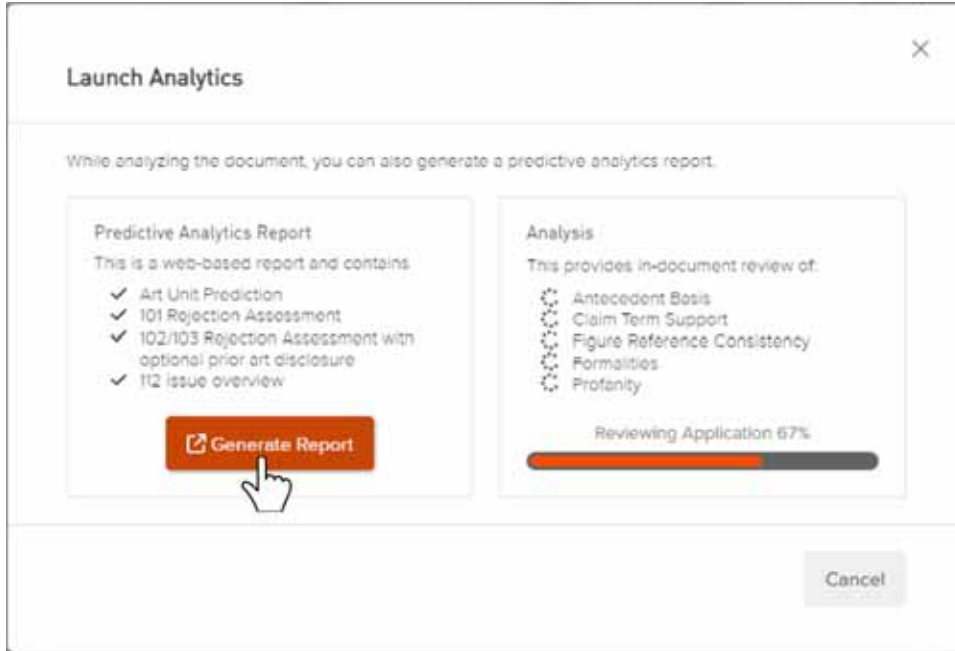 Launch Analytics
While analyzing the document, you can also generate a predictive analytics report.
Predictive Analytics Report
This is a web-based report and contains
Art Unit Prediction
101 Rejection Assessment
102/103 Rejection Assessment with
optional prior art disclosure
112 issue overview
Generate Report
Analysis
This provides in-document review of:
Antecedent Basis
Claim Term Support
Figure Reference Consistency
Formalities
Profanity
Reviewing Application 67%
Cancel